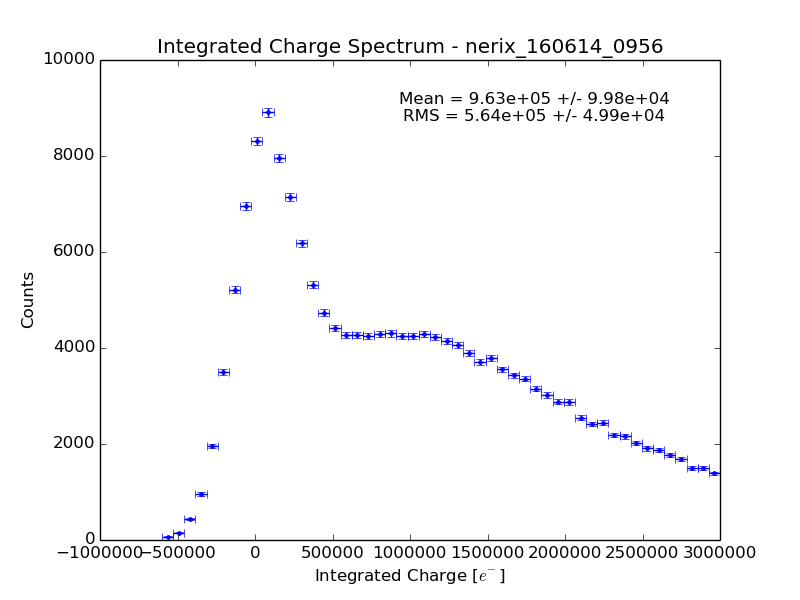 Integrated Charge Spectrum - nerix_160614_0956
10000
Mean = 9.63e+05 +/- 9.98e+04
RMS = 5.64e+05 +/- 4.99e+04
8000
6000
Counts
4000
2000
0
−1000000 −500000 0 500000 1000000 1500000 2000000 2500000 3000000
Integrated Charge [e⁻]